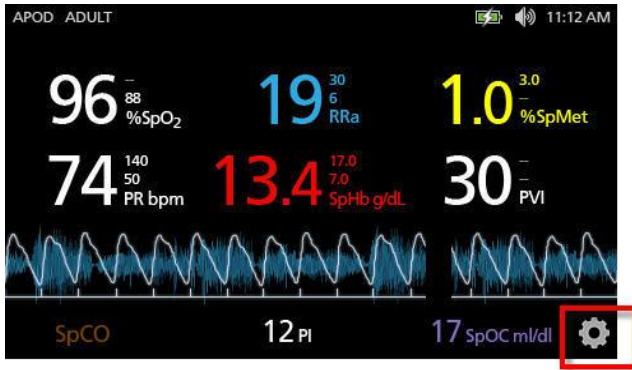 APOD ADULT 11:12 AM
96 -- 88 %SpO₂
19 30 6 RRa
1.0 3.0 -- %SpMet
74 140 50 PR bpm
13.4 17.0 7.0 SpHb g/dL
30 -- -- PVI
SpCO 12 PI 17 SpOC ml/dl